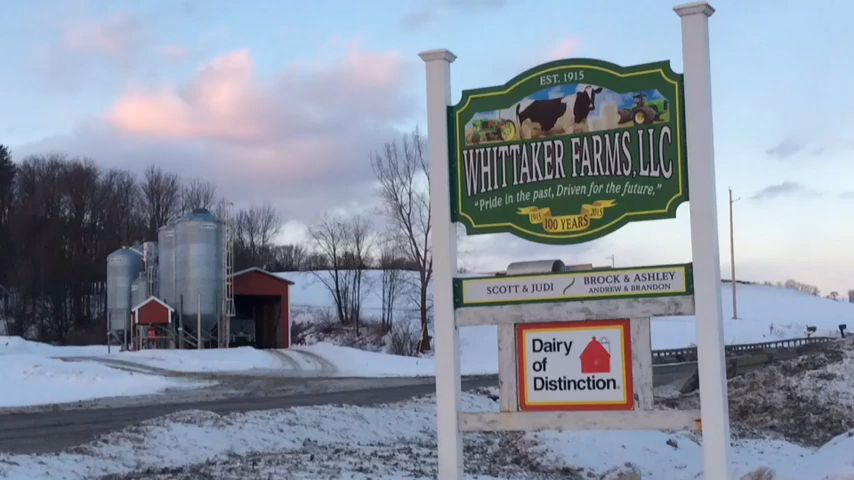 EST. 1915
WHITTAKER FARMS, LLC
"Pride in the past, Driven for the future."
1915 2015
100 YEARS
SCOTT & JUDI BROCK & ASHLEY
ANDREW & BRANDON
Dairy
of
Distinction